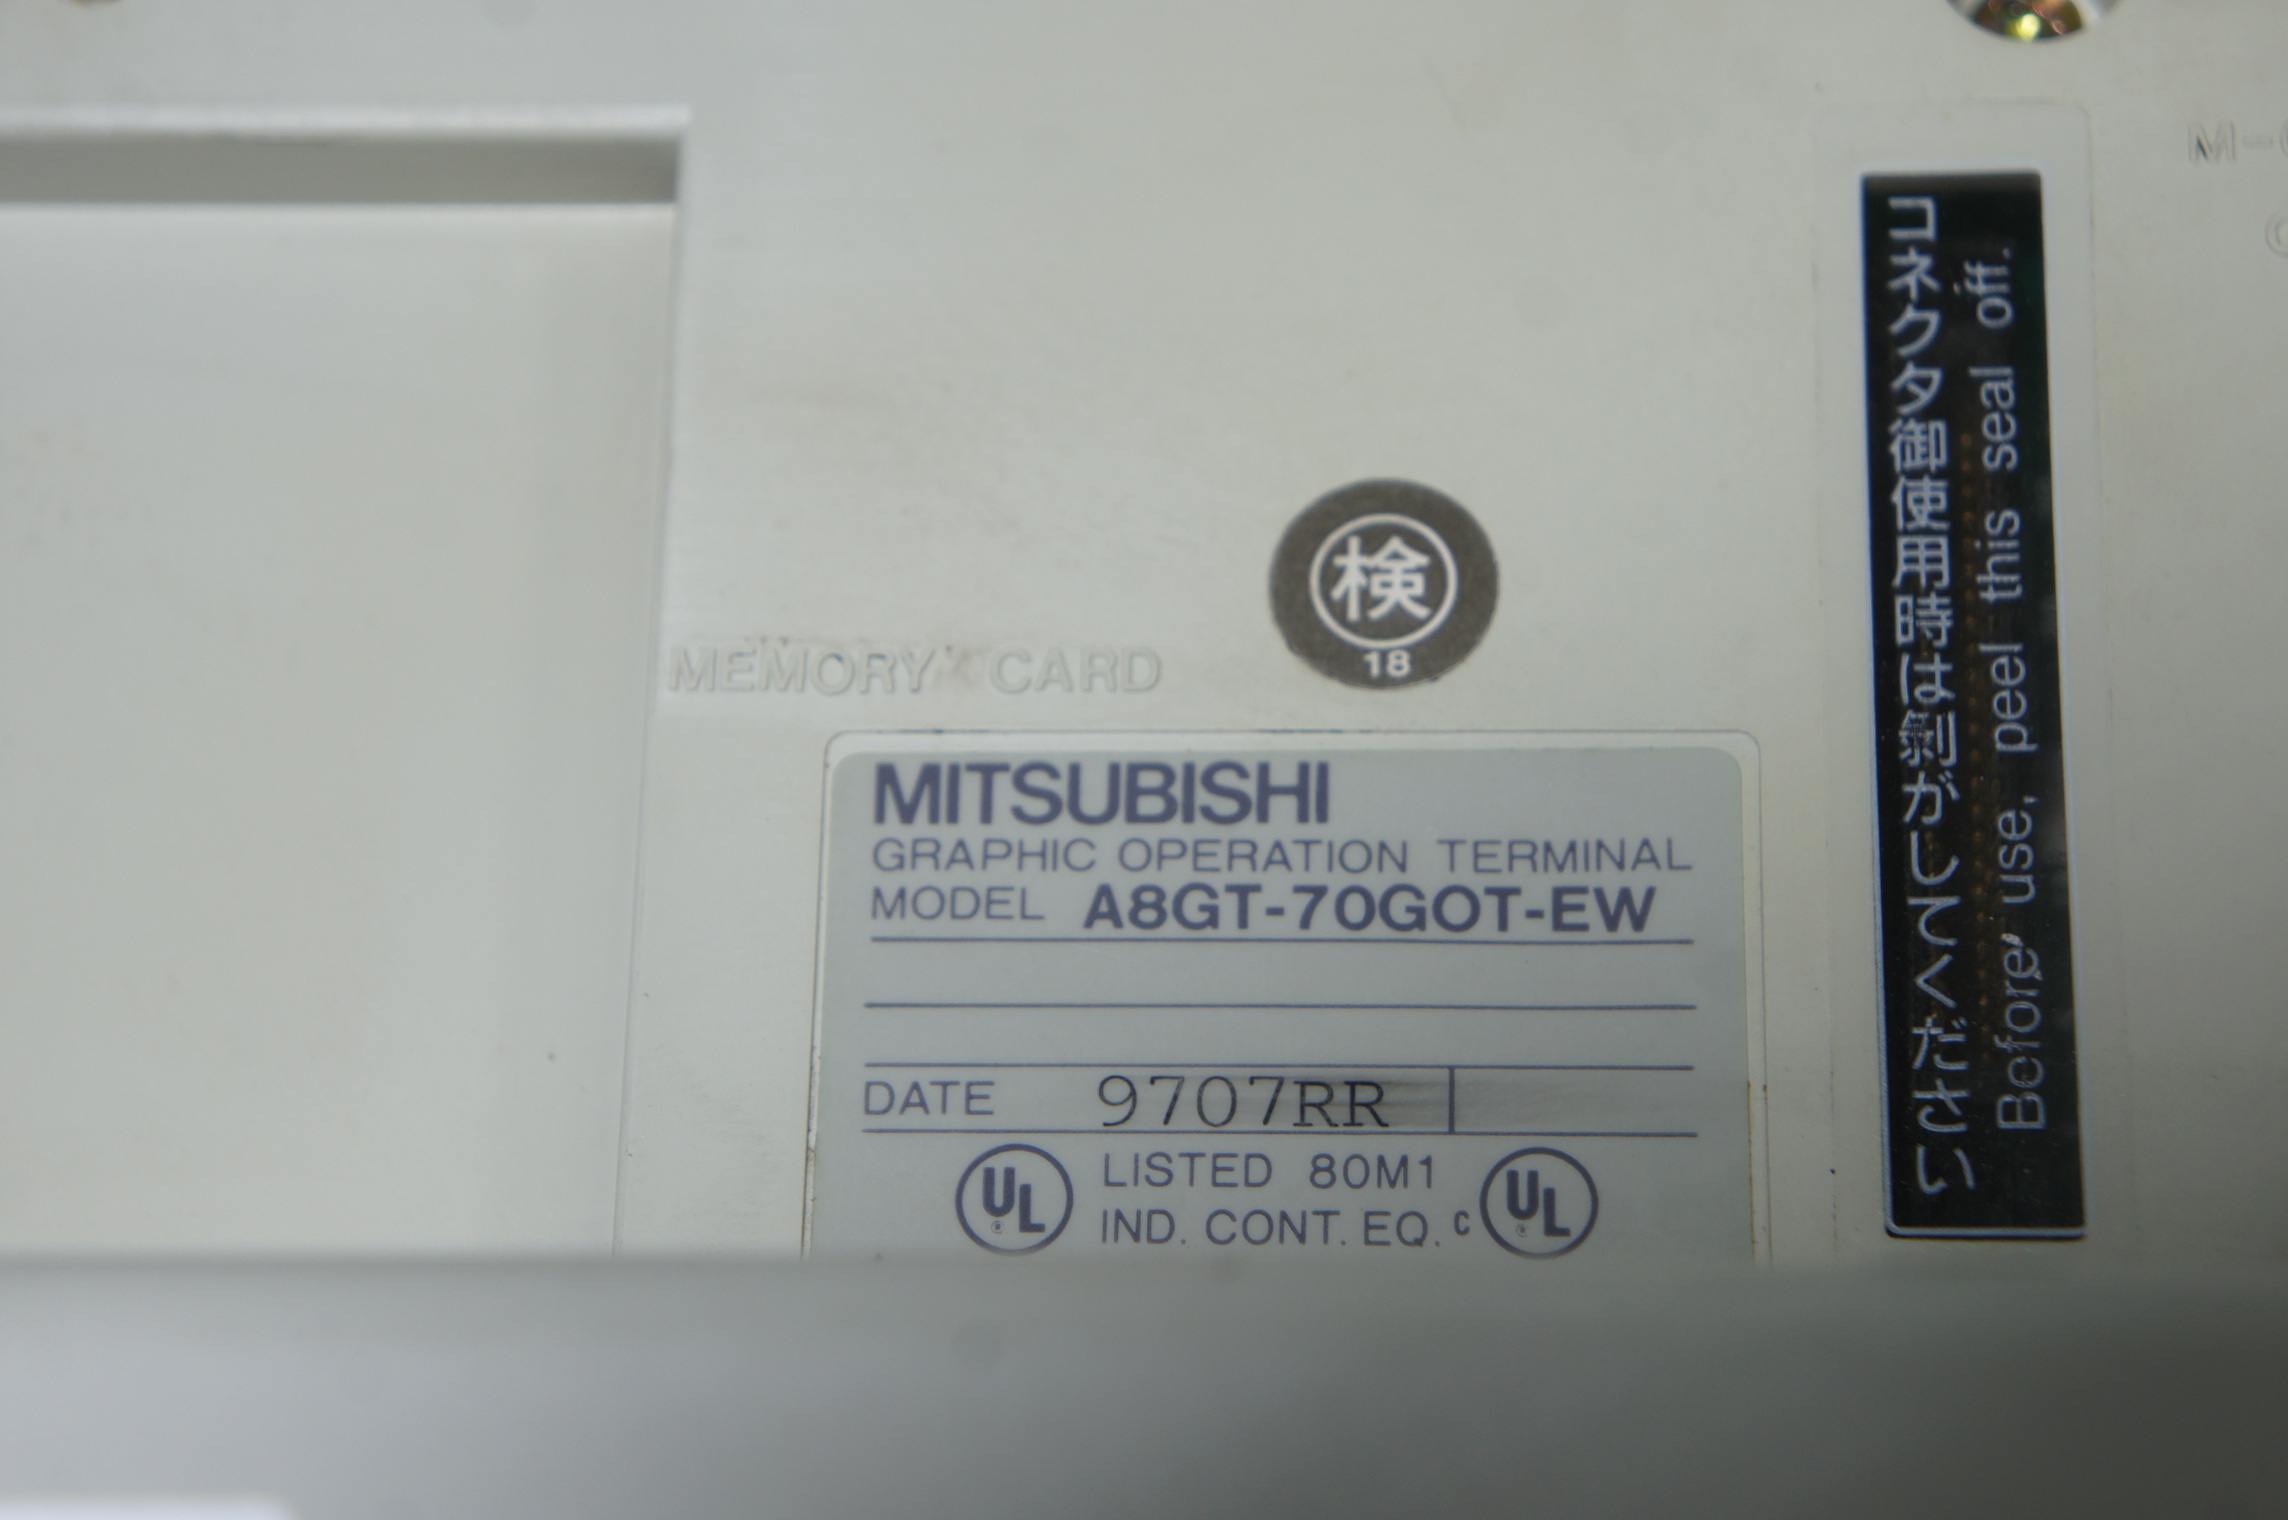 MEMORY CARD
検
18
MITSUBISHI
GRAPHIC OPERATION TERMINAL
MODEL A8GT-70GOT-EW
DATE 9707RR
UL LISTED 80M1 UL
IND. CONT. EQ. c
コネクタ御使用時は剝がしてください
Before use, peel this seal off.